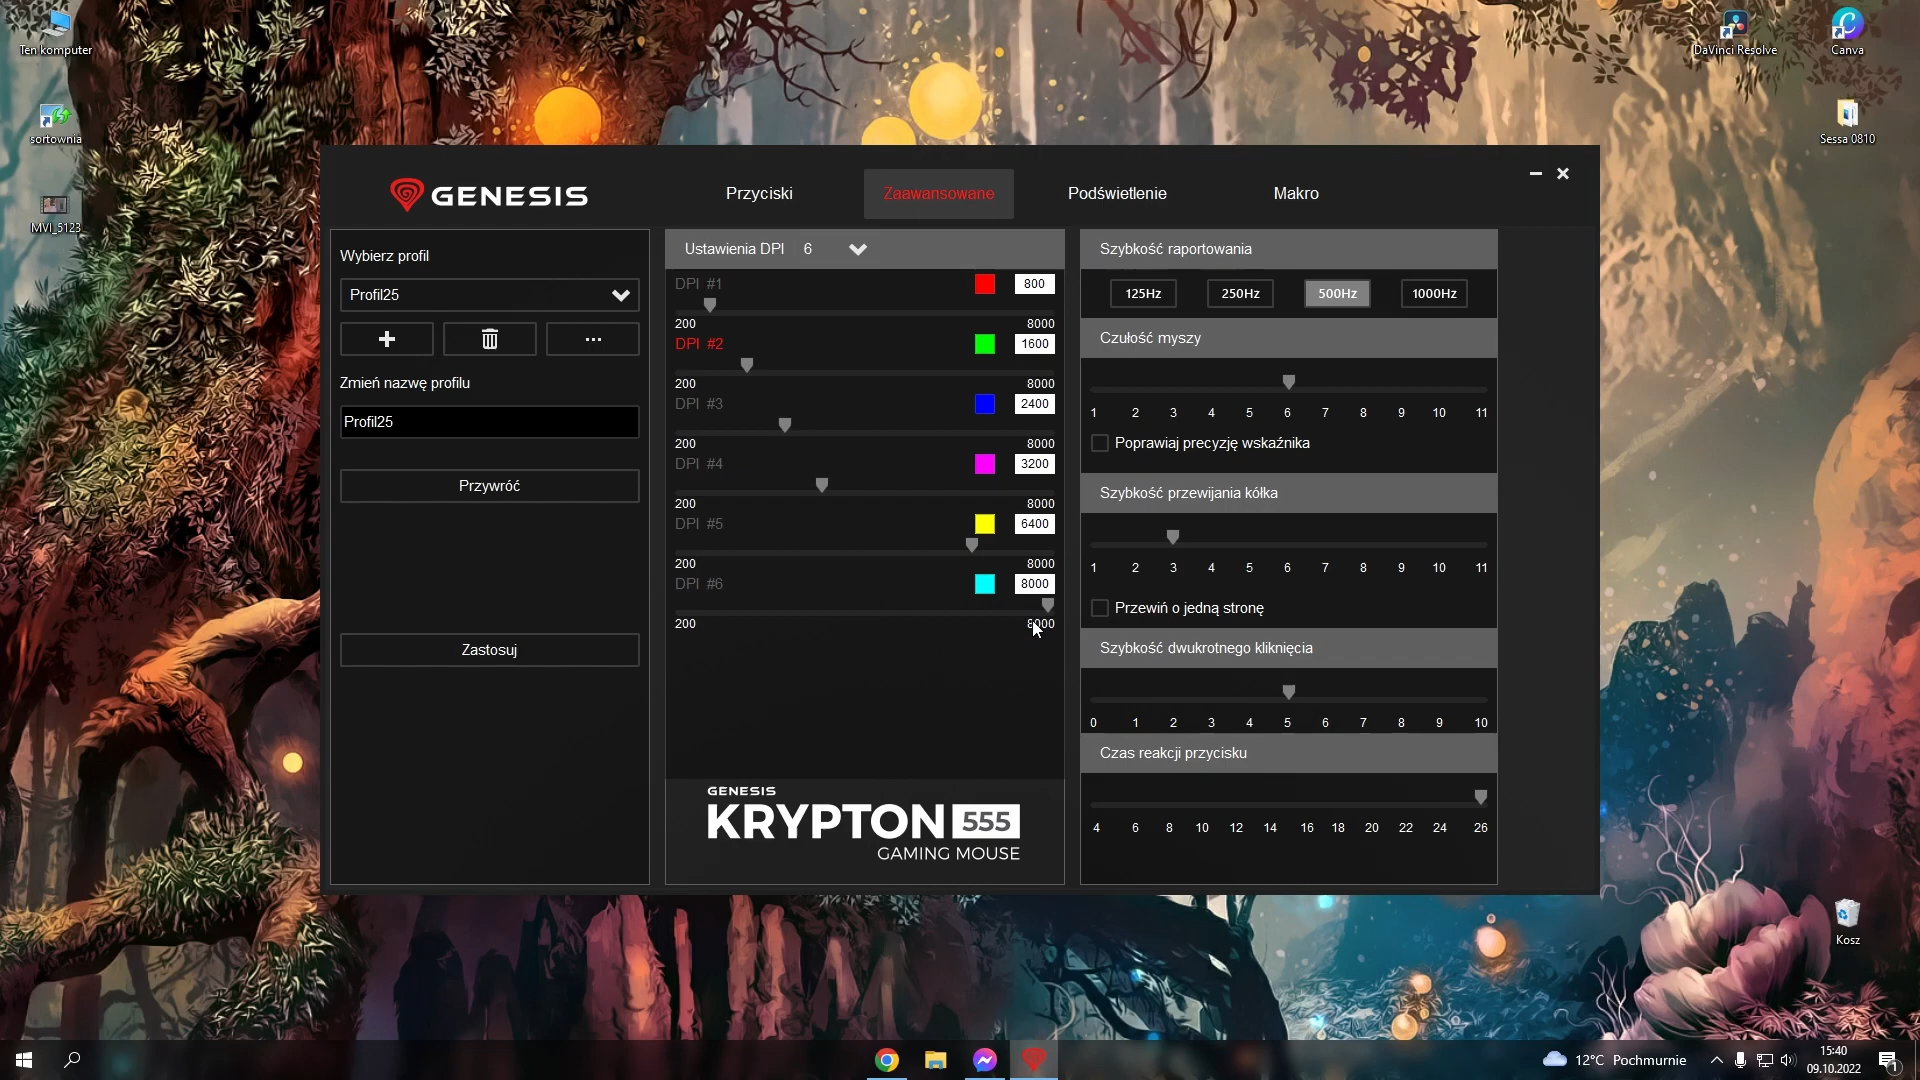 Ten komputer
sortownia
MVI_5123
DaVinci Resolve
Canva
Sessa 0810
GENESIS
Przyciski
Zaawansowane
Podświetlenie
Makro
Wybierz profil
Profil25
+
...
Zmień nazwę profilu
Profil25
Przywróć
Zastosuj
Ustawienia DPI 6
DPI #1 800
200 8000
DPI #2 1600
200 8000
DPI #3 2400
200 8000
DPI #4 3200
200 8000
DPI #5 6400
200 8000
DPI #6 8000
200 8000
GENESIS
KRYPTON 555
GAMING MOUSE
Szybkość raportowania
125Hz 250Hz 500Hz 1000Hz
Czułość myszy
1 2 3 4 5 6 7 8 9 10 11
Poprawiaj precyzję wskaźnika
Szybkość przewijania kółka
1 2 3 4 5 6 7 8 9 10 11
Przewiń o jedną stronę
Szybkość dwukrotnego kliknięcia
0 1 2 3 4 5 6 7 8 9 10
Czas reakcji przycisku
4 6 8 10 12 14 16 18 20 22 24 26
Kosz
12°C Pochmurnie
15:40
09.10.2022
1